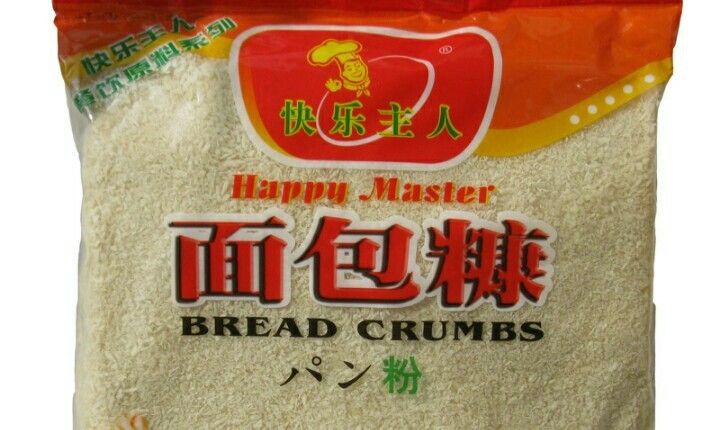 快乐主人
餐饮原料系列
®
快乐主人
Happy Master
面包糠
BREAD CRUMBS
パン粉